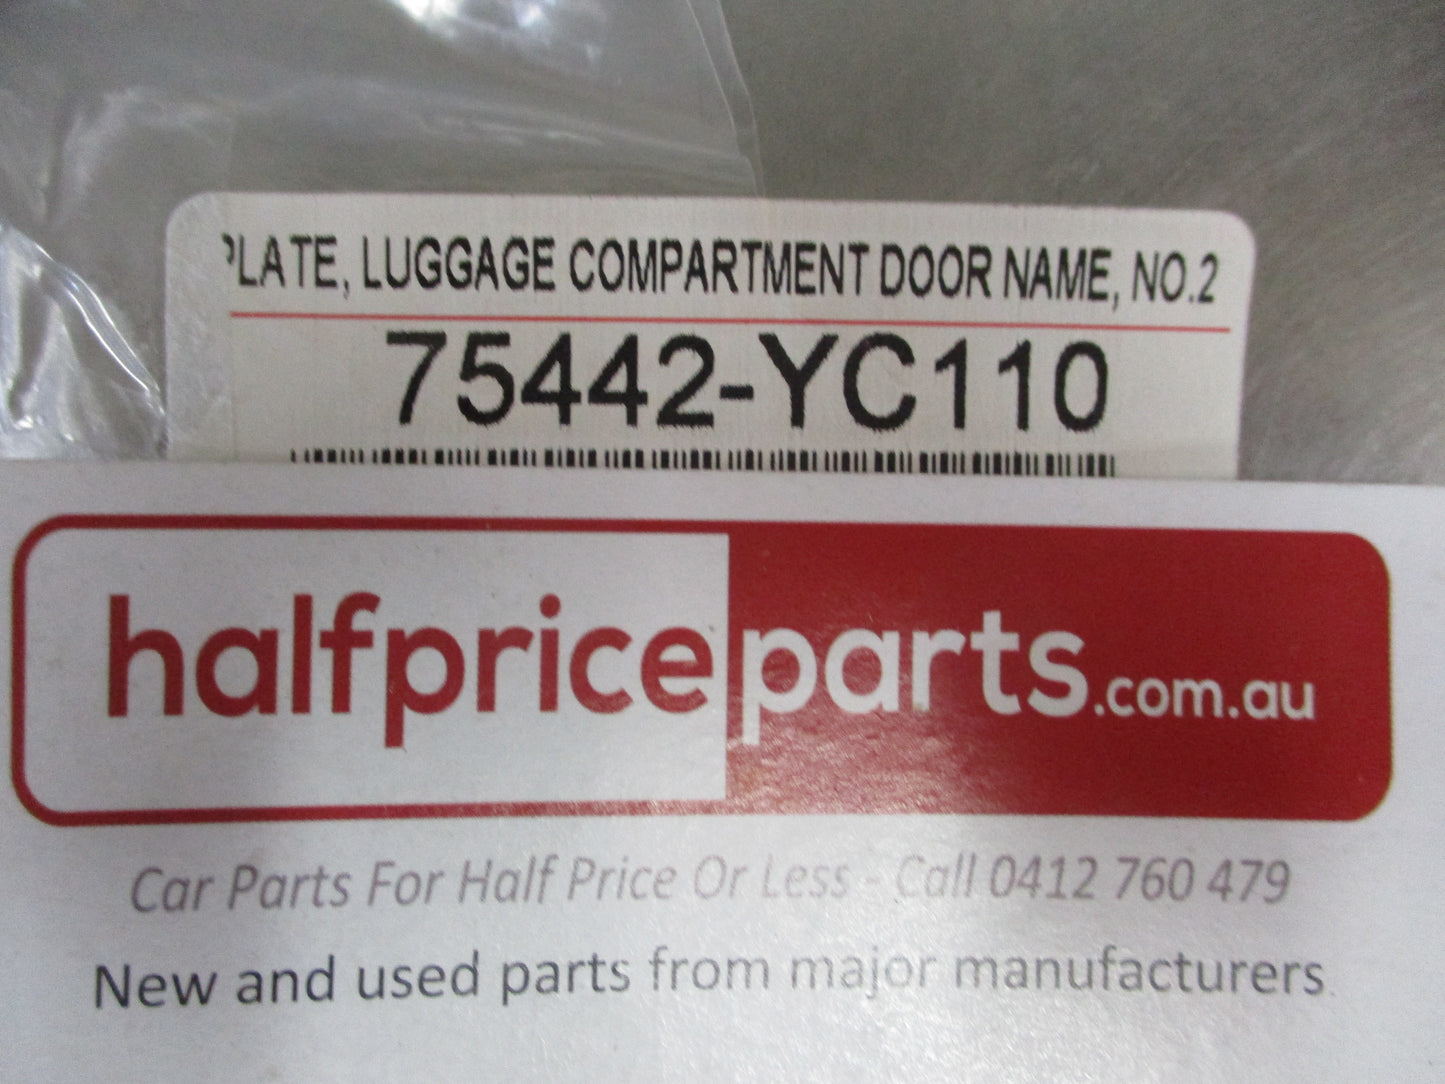 PLATE, LUGGAGE COMPARTMENT DOOR NAME, NO.2
75442-YC110
halfpriceparts.com.au
Car Parts For Half Price Or Less - Call 0412 760 479
New and used parts from major manufacturers.